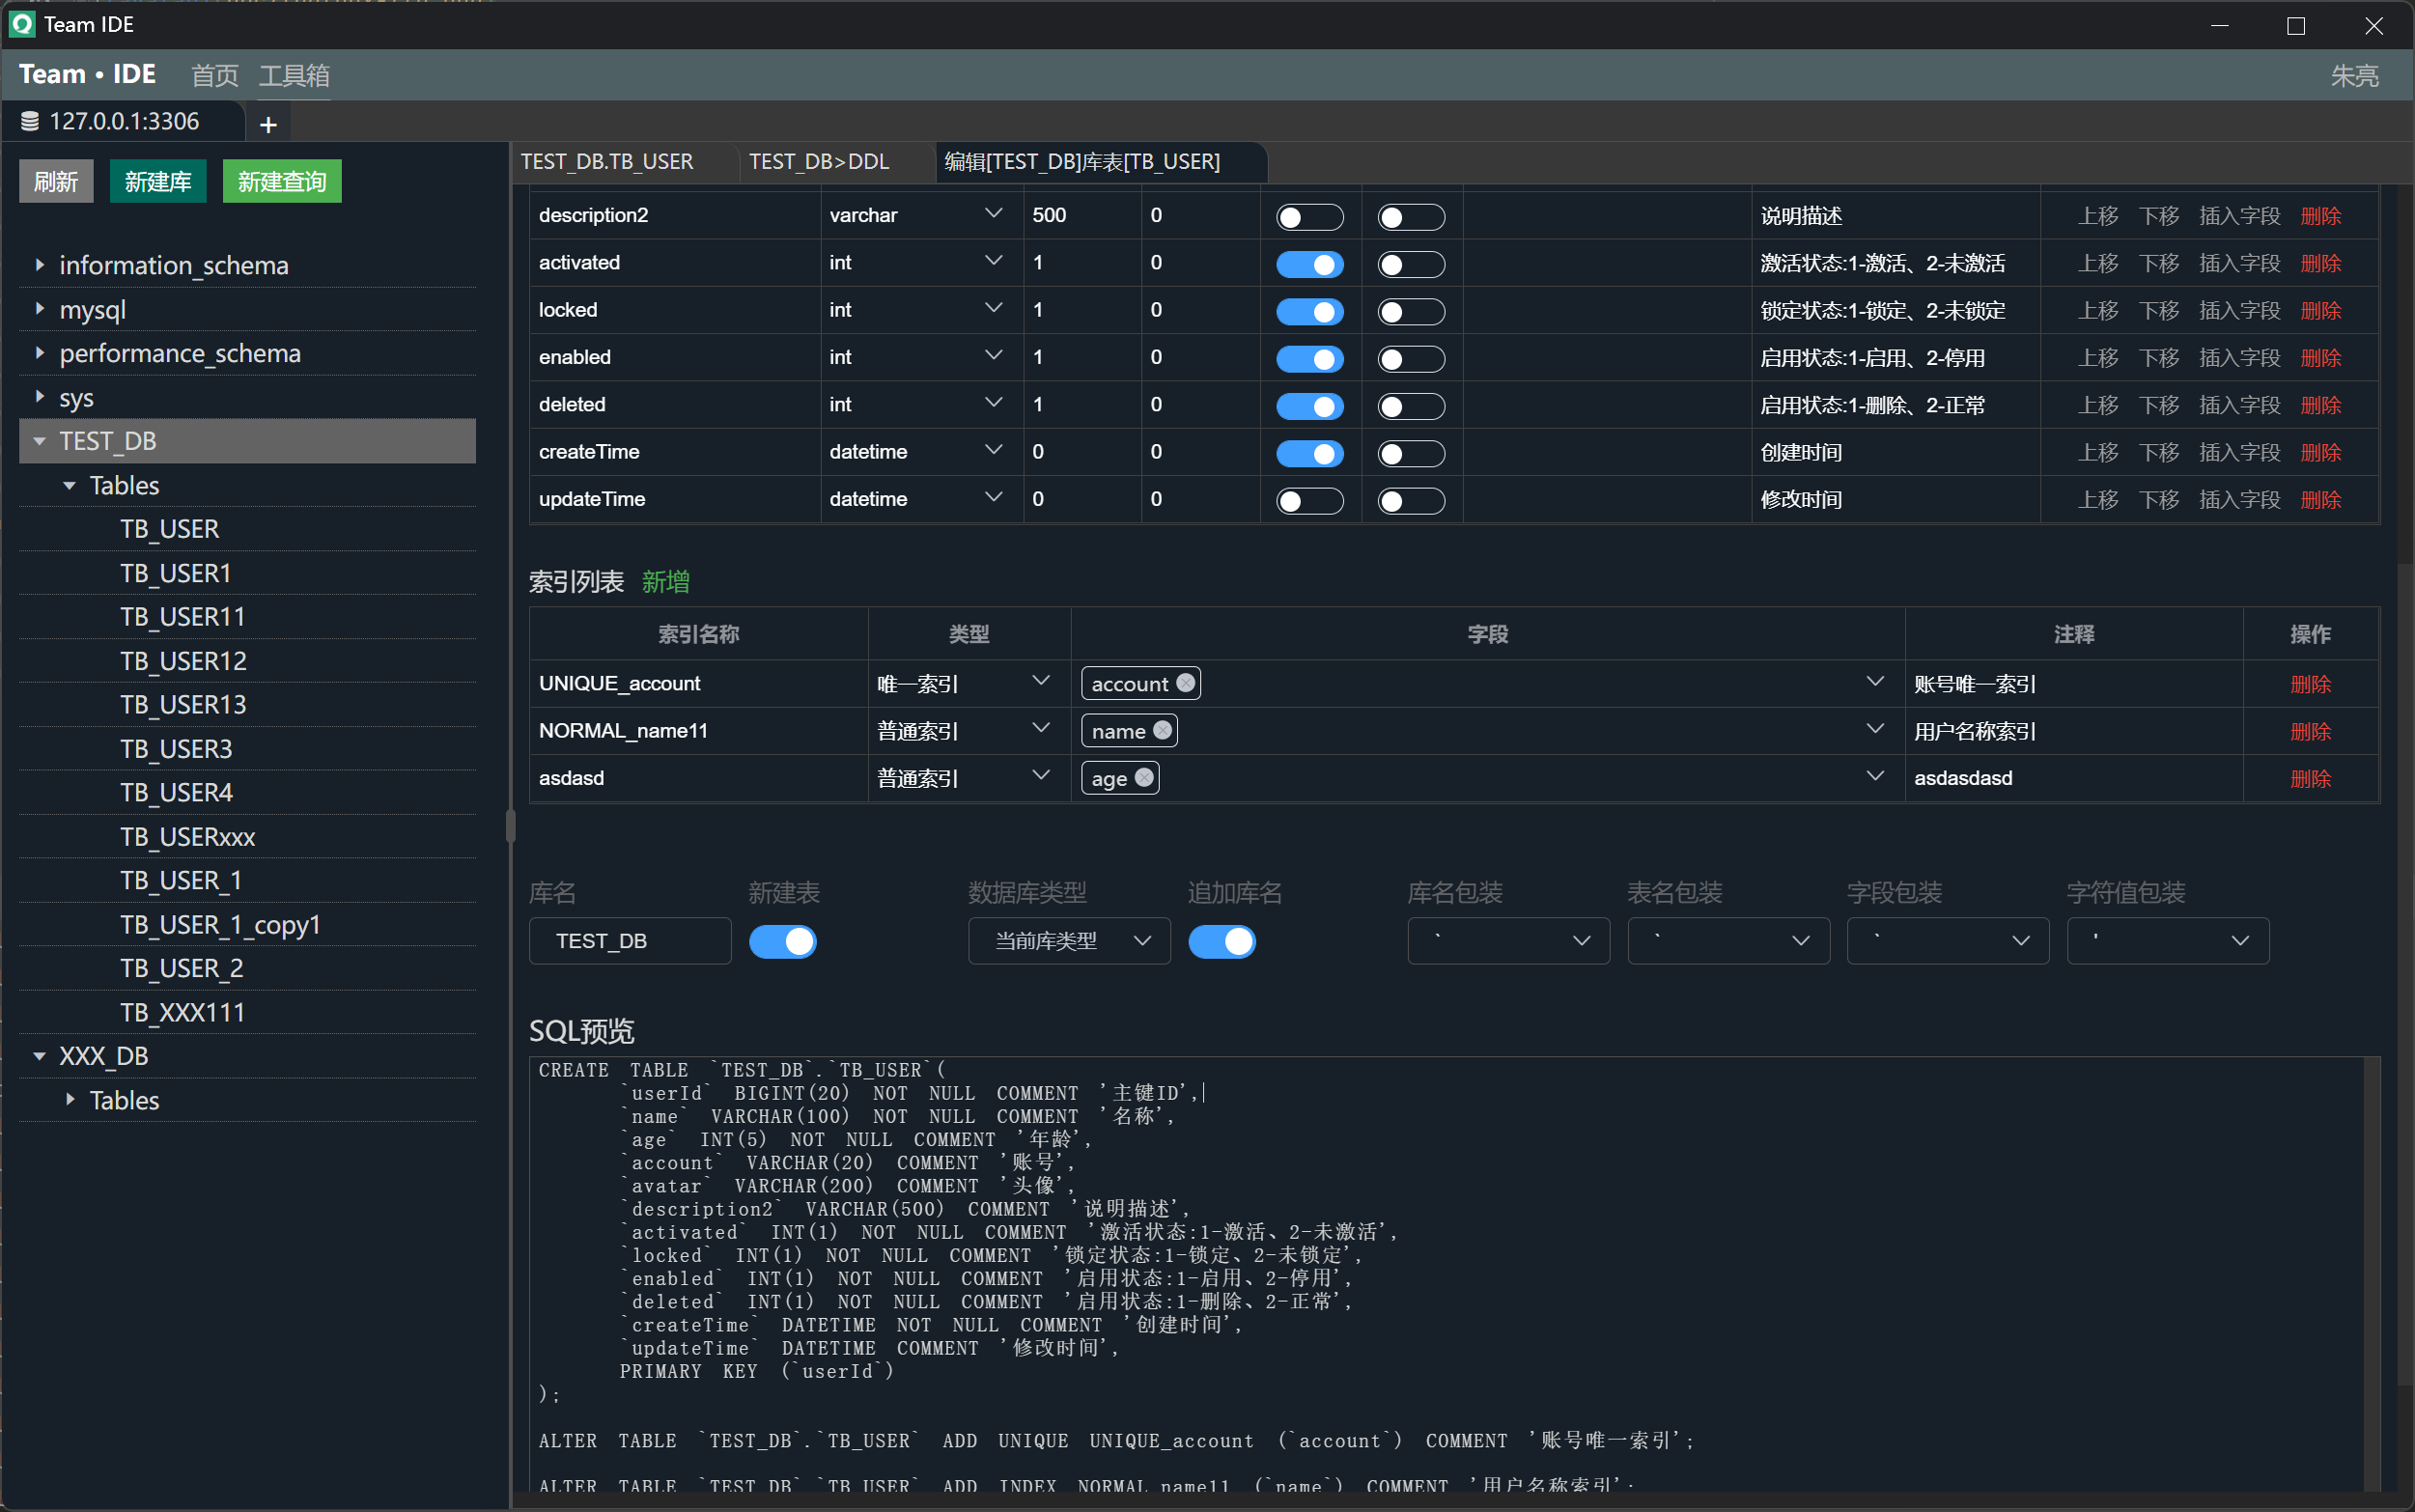 Team IDE
Team • IDE 首页 工具箱 朱亮
127.0.0.1:3306 +
刷新 新建库 新建查询
information_schema
mysql
performance_schema
sys
TEST_DB
Tables
TB_USER
TB_USER1
TB_USER11
TB_USER12
TB_USER13
TB_USER3
TB_USER4
TB_USERxxx
TB_USER_1
TB_USER_1_copy1
TB_USER_2
TB_XXX111
XXX_DB
Tables
TEST_DB.TB_USER TEST_DB>DDL 编辑[TEST_DB]库表[TB_USER]
description2 varchar 500 0 说明描述 上移 下移 插入字段 删除
activated int 1 0 激活状态:1-激活、2-未激活 上移 下移 插入字段 删除
locked int 1 0 锁定状态:1-锁定、2-未锁定 上移 下移 插入字段 删除
enabled int 1 0 启用状态:1-启用、2-停用 上移 下移 插入字段 删除
deleted int 1 0 启用状态:1-删除、2-正常 上移 下移 插入字段 删除
createTime datetime 0 0 创建时间 上移 下移 插入字段 删除
updateTime datetime 0 0 修改时间 上移 下移 插入字段 删除
索引列表 新增
索引名称 类型 字段 注释 操作
UNIQUE_account 唯一索引 account 账号唯一索引 删除
NORMAL_name11 普通索引 name 用户名称索引 删除
asdasd 普通索引 age asdasdasd 删除
库名 新建表 数据库类型 追加库名 库名包装 表名包装 字段包装 字符值包装
TEST_DB 当前库类型 ` ` ` '
SQL预览
CREATE TABLE `TEST_DB`.`TB_USER`(
`userId` BIGINT(20) NOT NULL COMMENT '主键ID',
`name` VARCHAR(100) NOT NULL COMMENT '名称',
`age` INT(5) NOT NULL COMMENT '年龄',
`account` VARCHAR(20) COMMENT '账号',
`avatar` VARCHAR(200) COMMENT '头像',
`description2` VARCHAR(500) COMMENT '说明描述',
`activated` INT(1) NOT NULL COMMENT '激活状态:1-激活、2-未激活',
`locked` INT(1) NOT NULL COMMENT '锁定状态:1-锁定、2-未锁定',
`enabled` INT(1) NOT NULL COMMENT '启用状态:1-启用、2-停用',
`deleted` INT(1) NOT NULL COMMENT '启用状态:1-删除、2-正常',
`createTime` DATETIME NOT NULL COMMENT '创建时间',
`updateTime` DATETIME COMMENT '修改时间',
PRIMARY KEY (`userId`)
);
ALTER TABLE `TEST_DB`.`TB_USER` ADD UNIQUE UNIQUE_account (`account`) COMMENT '账号唯一索引';
ALTER TABLE `TEST_DB`.`TB_USER` ADD INDEX NORMAL_name11 (`name`) COMMENT '用户名称索引';